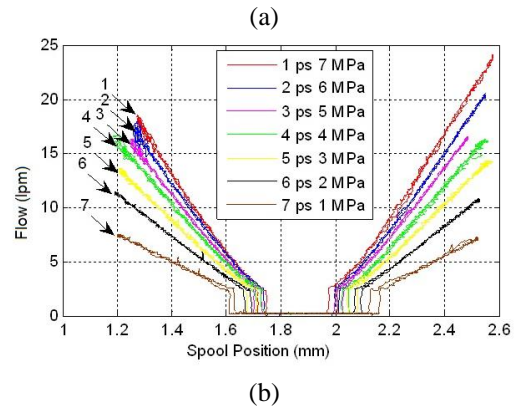 (a)
25
20
15
10
5
0
Flow (lpm)
1
2
3
4
5
6
7
1 ps 7 MPa
2 ps 6 MPa
3 ps 5 MPa
4 ps 4 MPa
5 ps 3 MPa
6 ps 2 MPa
7 ps 1 MPa
1 1.2 1.4 1.6 1.8 2 2.2 2.4 2.6
Spool Position (mm)
(b)